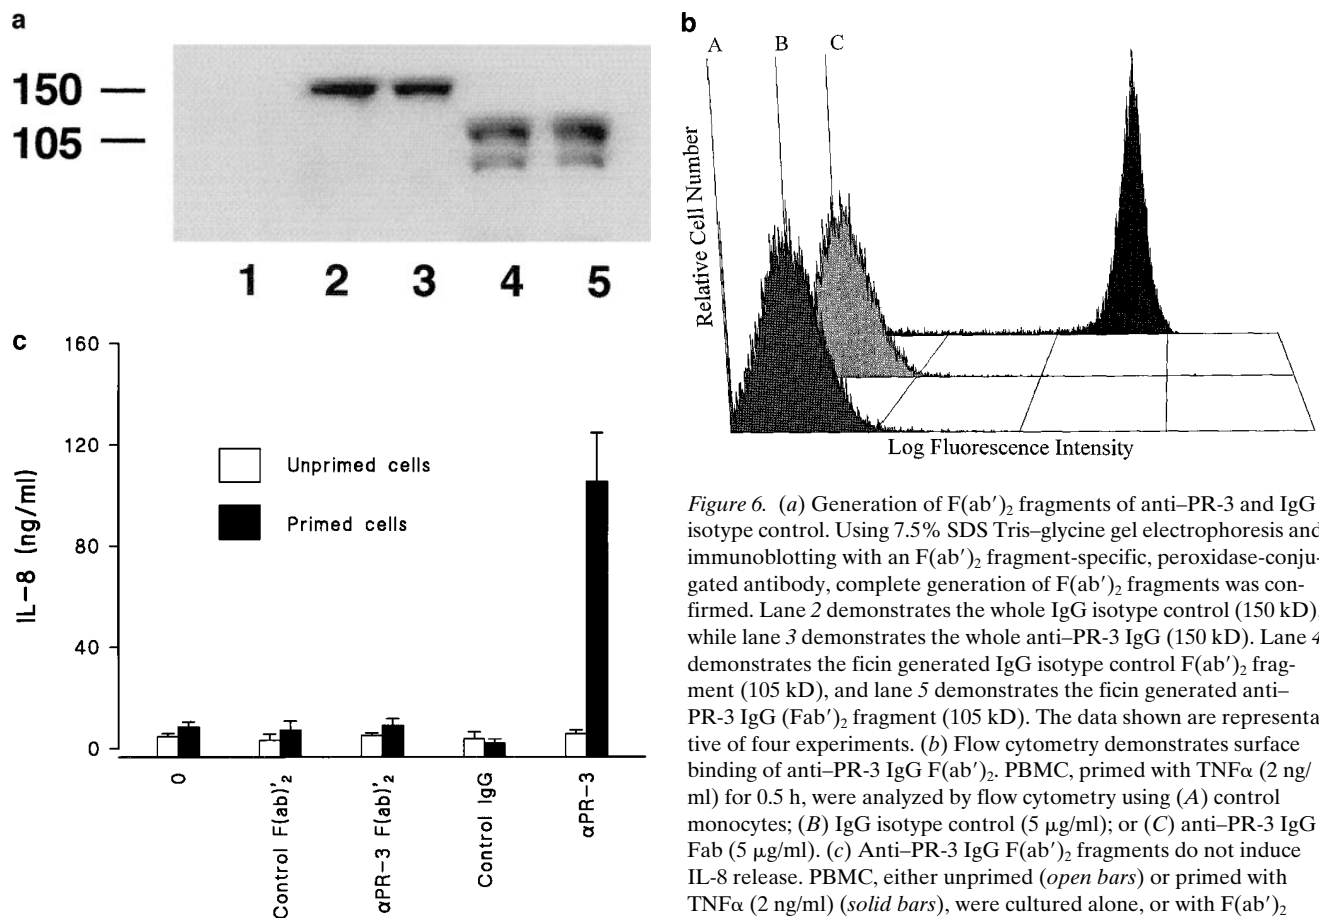 a
150
105
1 2 3 4 5
b
A B C
Relative Cell Number
Log Fluorescence Intensity
c
160
120
80
40
0
IL-8 (ng/ml)
Unprimed cells
Primed cells
0
Control F(ab)'2
αPR-3 F(ab)'2
Control IgG
αPR-3
Figure 6. (a) Generation of F(ab′)2 fragments of anti–PR-3 and IgG
isotype control. Using 7.5% SDS Tris–glycine gel electrophoresis and
immunoblotting with an F(ab′)2 fragment-specific, peroxidase-conju-
gated antibody, complete generation of F(ab′)2 fragments was con-
firmed. Lane 2 demonstrates the whole IgG isotype control (150 kD),
while lane 3 demonstrates the whole anti–PR-3 IgG (150 kD). Lane 4
demonstrates the ficin generated IgG isotype control F(ab′)2 frag-
ment (105 kD), and lane 5 demonstrates the ficin generated anti–
PR-3 IgG (Fab′)2 fragment (105 kD). The data shown are representa-
tive of four experiments. (b) Flow cytometry demonstrates surface
binding of anti–PR-3 IgG F(ab′)2. PBMC, primed with TNFα (2 ng/
ml) for 0.5 h, were analyzed by flow cytometry using (A) control
monocytes; (B) IgG isotype control (5 μg/ml); or (C) anti–PR-3 IgG
Fab (5 μg/ml). (c) Anti–PR-3 IgG F(ab′)2 fragments do not induce
IL-8 release. PBMC, either unprimed (open bars) or primed with
TNFα (2 ng/ml) (solid bars), were cultured alone, or with F(ab′)2